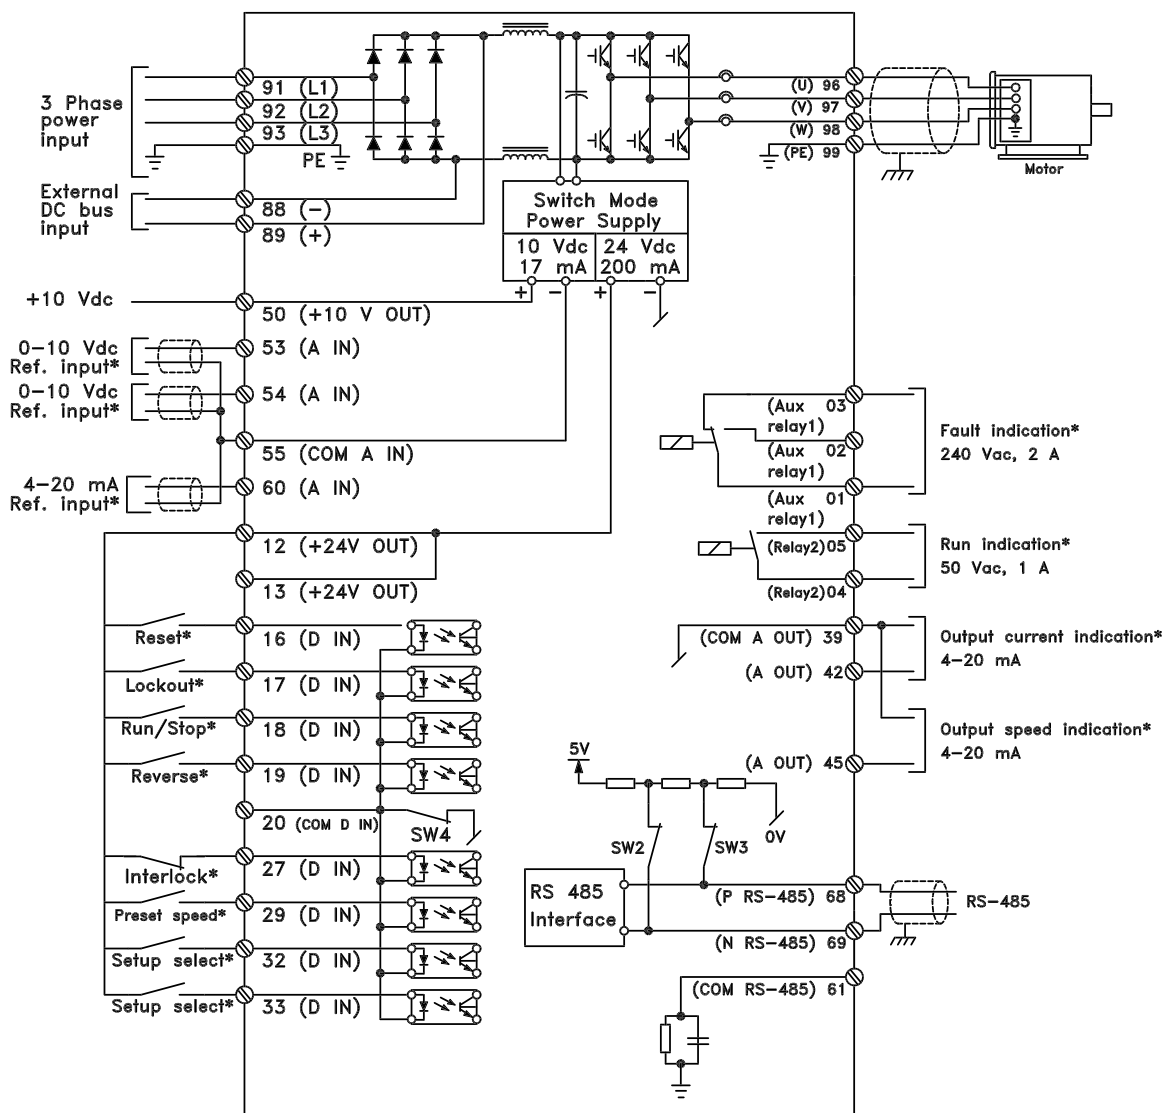 3 Phase
power
input
91 (L1)
92 (L2)
93 (L3)
PE
External
DC bus
input
88 (−)
89 (+)
Switch Mode
Power Supply
10 Vdc
17 mA
24 Vdc
200 mA
+ − + −
(U) 96
(V) 97
(W) 98
(PE) 99
Motor
+10 Vdc
50 (+10 V OUT)
0−10 Vdc
Ref. input*
53 (A IN)
0−10 Vdc
Ref. input*
54 (A IN)
55 (COM A IN)
4−20 mA
Ref. input*
60 (A IN)
12 (+24V OUT)
13 (+24V OUT)
Reset*
16 (D IN)
Lockout*
17 (D IN)
Run/Stop*
18 (D IN)
Reverse*
19 (D IN)
20 (COM D IN)
SW4
Interlock*
27 (D IN)
Preset speed*
29 (D IN)
Setup select*
32 (D IN)
Setup select*
33 (D IN)
(Aux 03
relay1)
(Aux 02
relay1)
(Aux 01
relay1)
Fault indication*
240 Vac, 2 A
(Relay2)05
(Relay2)04
Run indication*
50 Vac, 1 A
(COM A OUT) 39
(A OUT) 42
Output current indication*
4−20 mA
(A OUT) 45
Output speed indication*
4−20 mA
5V
0V
SW2
SW3
RS 485
Interface
(P RS−485) 68
(N RS−485) 69
RS−485
(COM RS−485) 61